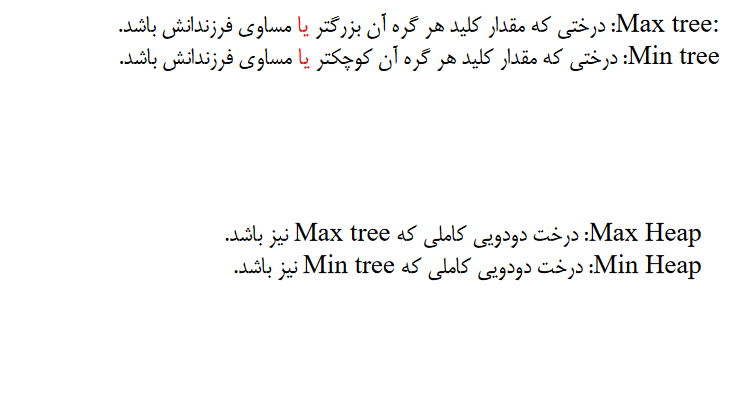 Max tree: درختی که مقدار کلید هر گره آن بزرگتر یا مساوی فرزندانش باشد.
Min tree: درختی که مقدار کلید هر گره آن کوچکتر یا مساوی فرزندانش باشد.
Max Heap: درخت دودویی کاملی که Max tree نیز باشد.
Min Heap: درخت دودویی کاملی که Min tree نیز باشد.